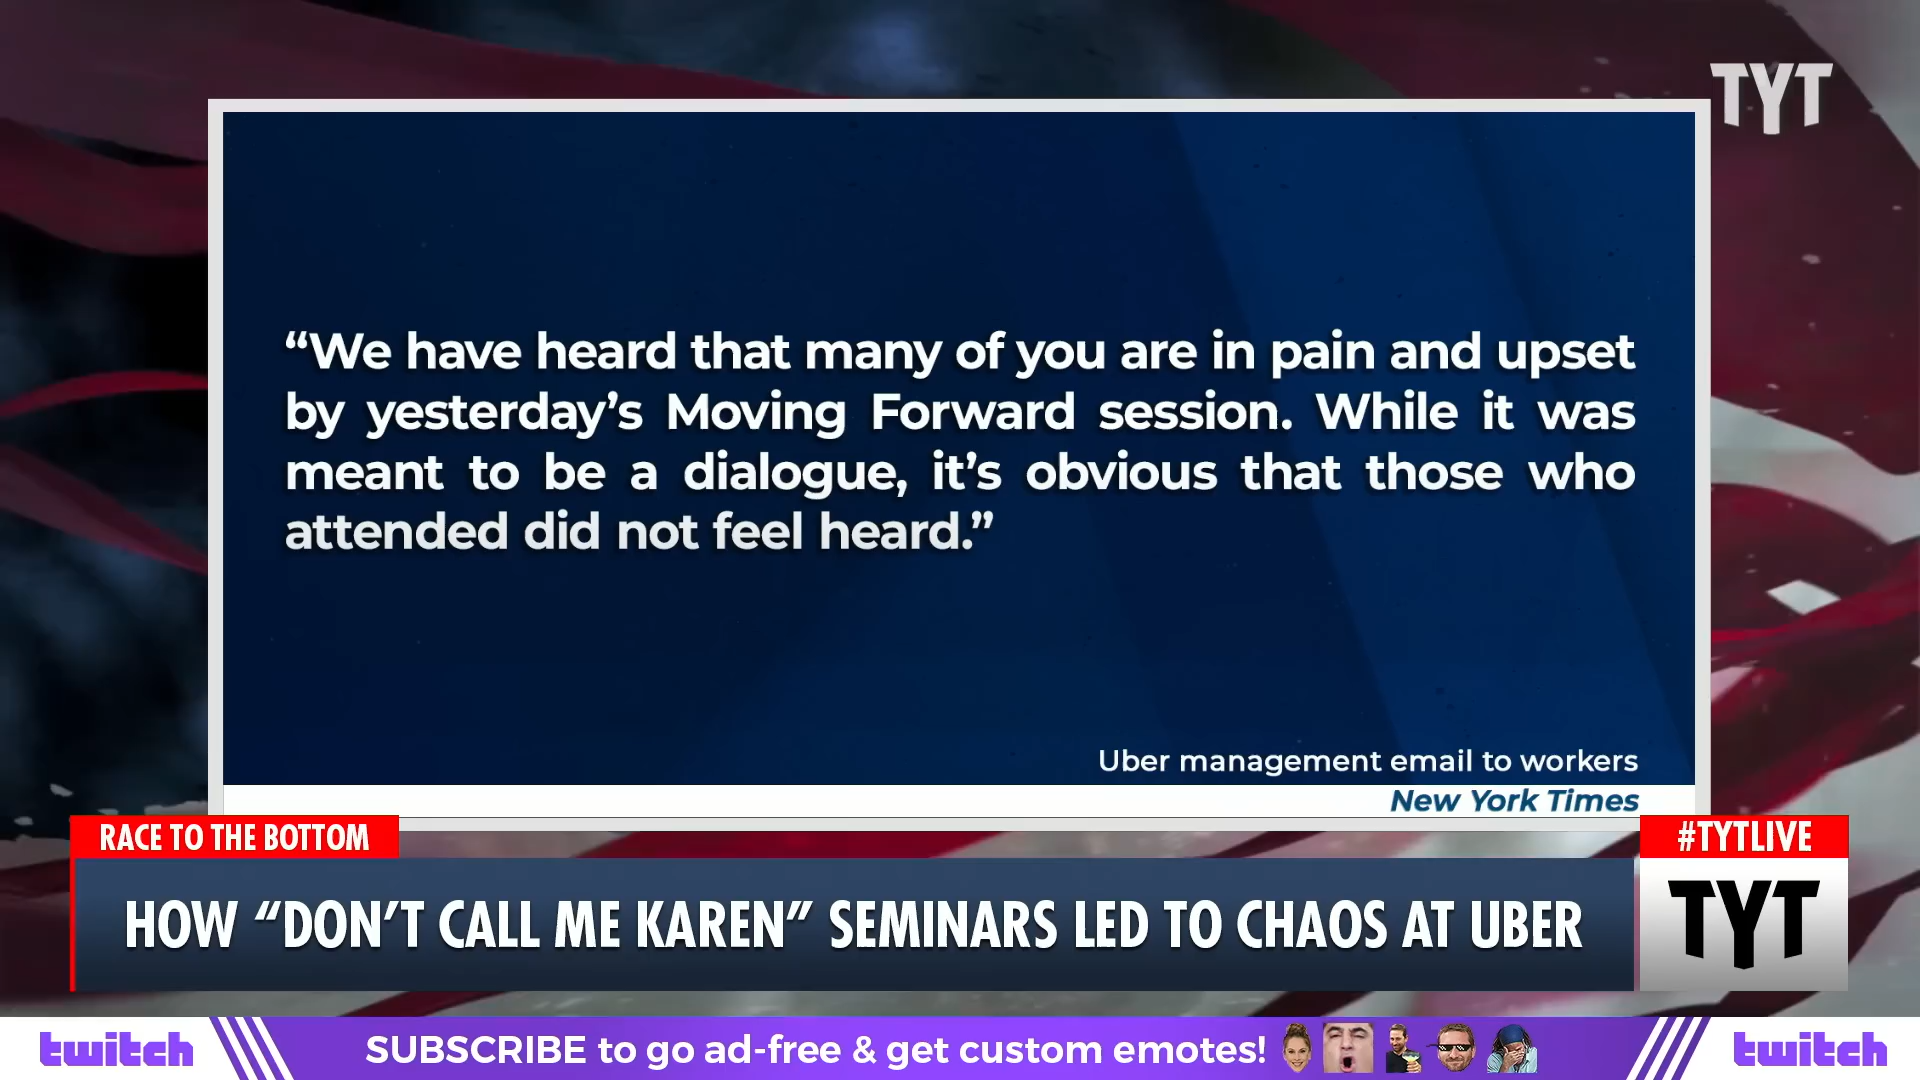 TYT
“We have heard that many of you are in pain and upset
by yesterday’s Moving Forward session. While it was
meant to be a dialogue, it’s obvious that those who
attended did not feel heard.”
Uber management email to workers
New York Times
RACE TO THE BOTTOM
#TYTLIVE
HOW “DON’T CALL ME KAREN” SEMINARS LED TO CHAOS AT UBER
TYT
twitch
SUBSCRIBE to go ad-free & get custom emotes!
twitch